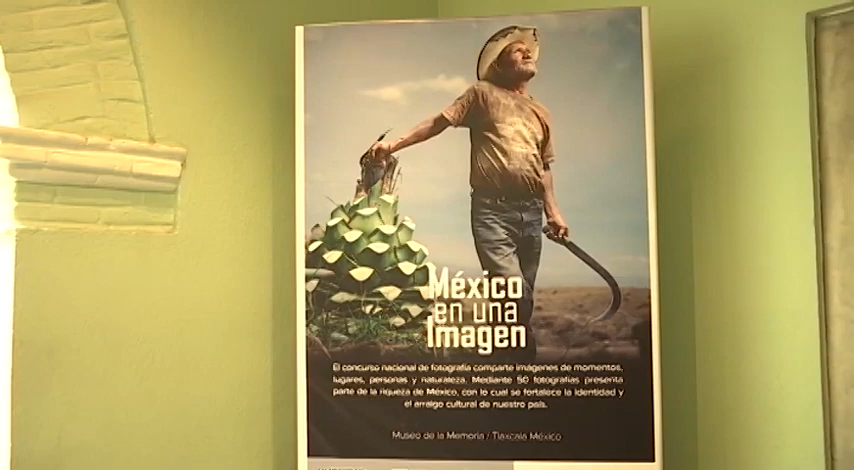 México
en una
Imagen
El concurso nacional de fotografía comparte imágenes de momentos,
lugares, personas y naturaleza. Mediante 50 fotografías presenta
parte de la riqueza de México, con lo cual se fortalece la identidad y
el arraigo cultural de nuestro país.
Museo de la Memoria / Tlaxcala México